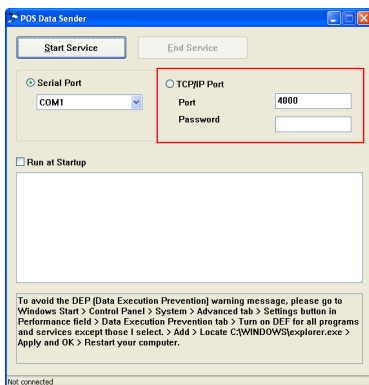 POS Data Sender
Start Service
End Service
Serial Port
TCP/IP Port
COM1
Port
4000
Password
Run at Startup
To avoid the DEP (Data Execution Prevention) warning
message, please go to
Windows Start > Control Panel > System > Advanced tab > Settings button in
Performance field > Data Execution Prevention tab > Turn on DEF for all programs
and services except those I select. > Add > Locate C:\WINDOWS\explorer.exe >
Apply and OK > Restart your computer.
Not connected